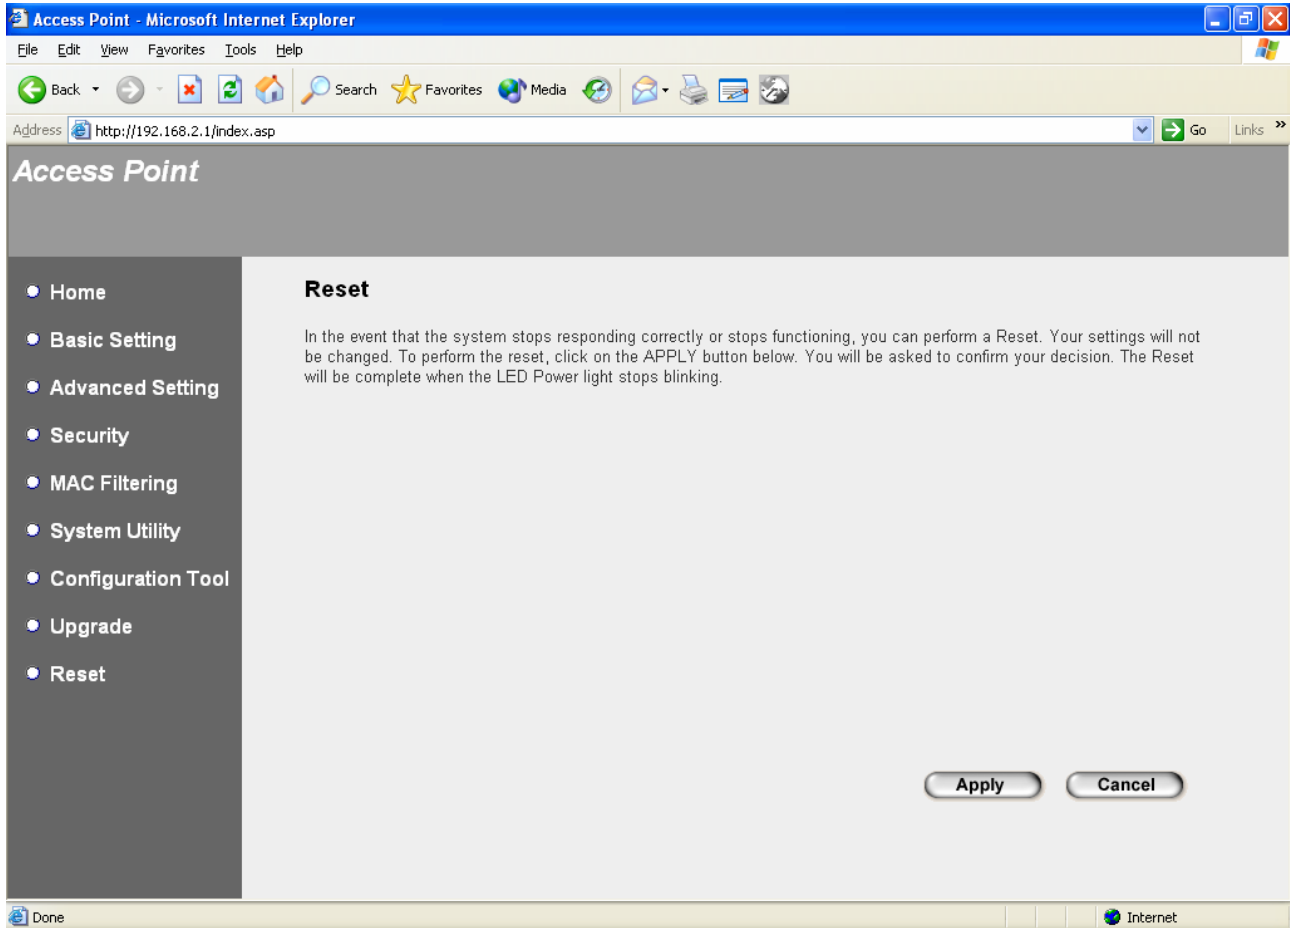 Access Point - Microsoft Internet Explorer
File Edit View Favorites Tools Help
Back Search Favorites Media
Address http://192.168.2.1/index.asp Go Links »
Access Point
Home
Basic Setting
Advanced Setting
Security
MAC Filtering
System Utility
Configuration Tool
Upgrade
Reset
Reset
In the event that the system stops responding correctly or stops functioning, you can perform a Reset. Your settings will not
be changed. To perform the reset, click on the APPLY button below. You will be asked to confirm your decision. The Reset
will be complete when the LED Power light stops blinking.
Apply Cancel
Done Internet